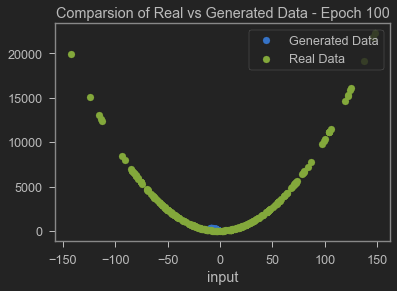 Comparsion of Real vs Generated Data - Epoch 100
Generated Data
Real Data
20000
15000
10000
5000
0
−150 −100 −50 0 50 100 150
input